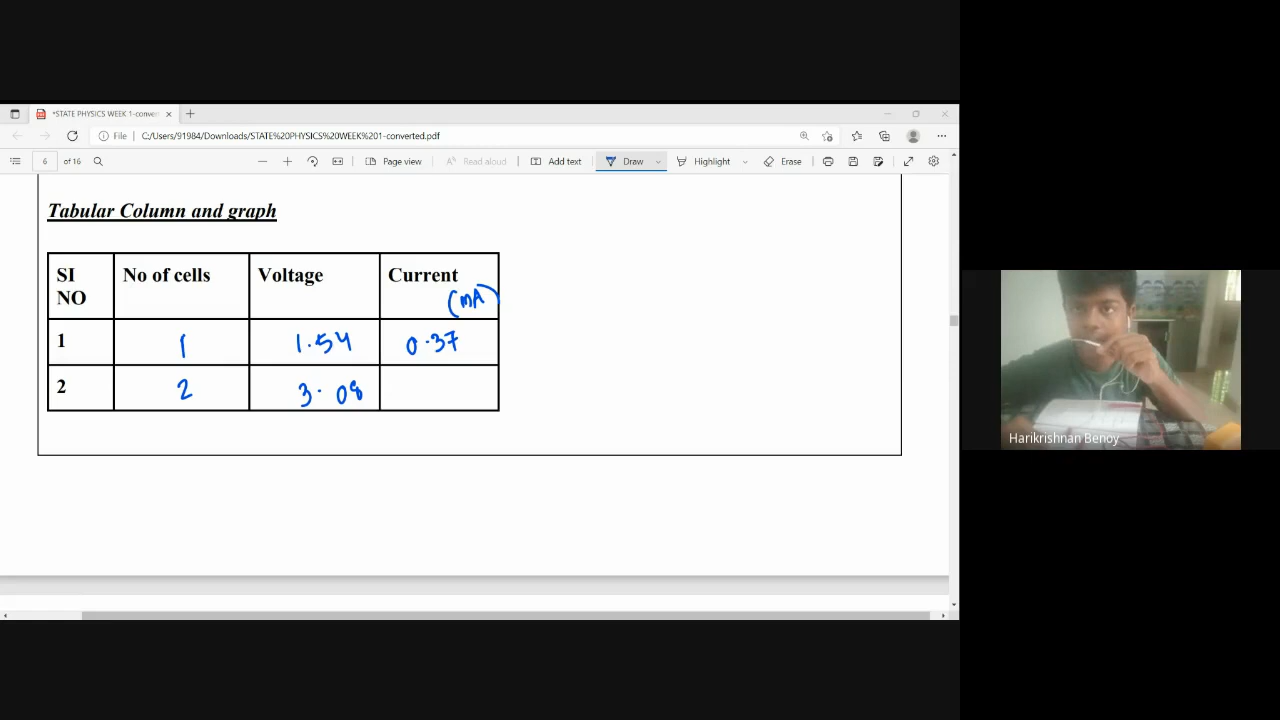 *STATE PHYSICS WEEK 1-conver
File | C:/Users/91984/Downloads/STATE%20PHYSICS%20WEEK%201-converted.pdf
6 of 16 Page view Read aloud Add text Draw Highlight Erase
Tabular Column and graph
SI NO No of cells Voltage Current (mA)
1 1 1.54 0.37
2 2 3.08
Harikrishnan Benoy